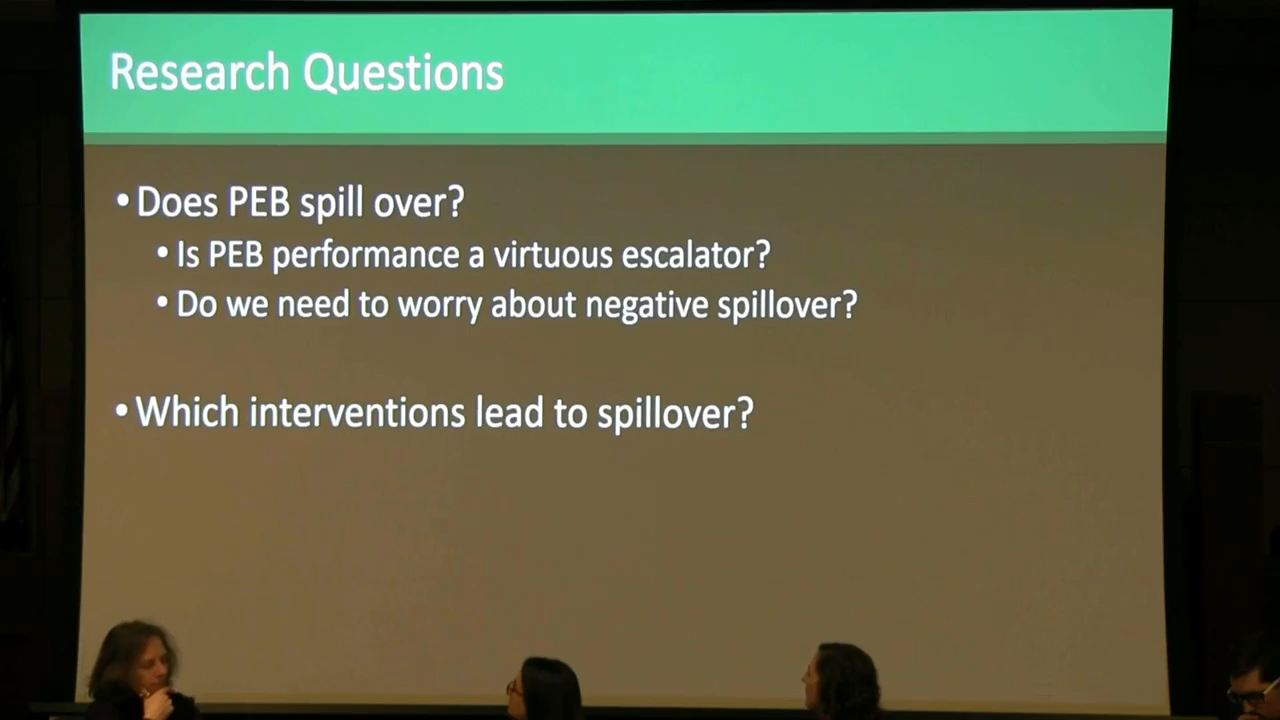 Research Questions
• Does PEB spill over?
• Is PEB performance a virtuous escalator?
• Do we need to worry about negative spillover?
• Which interventions lead to spillover?